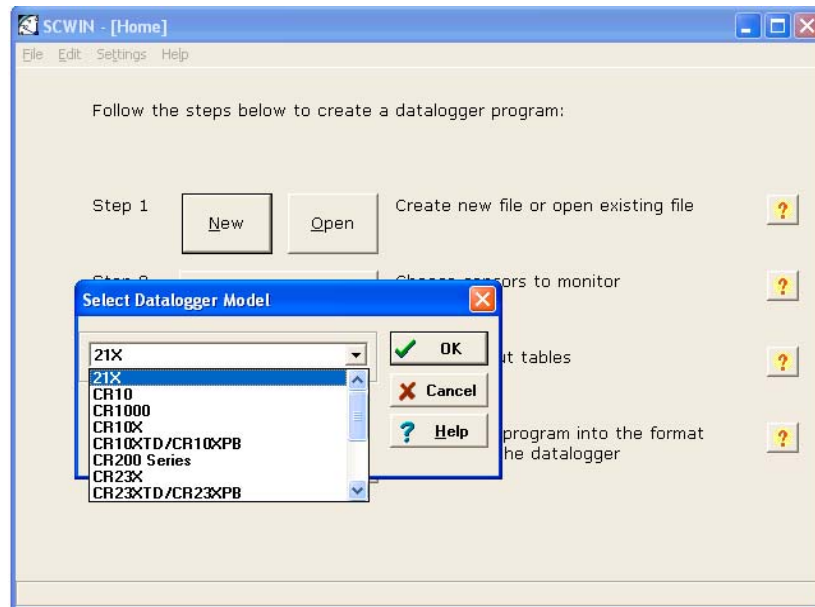 SCWIN - [Home]
File Edit Settings Help
Follow the steps below to create a datalogger program:
Step 1 New Open Create new file or open existing file ?
sensors to monitor ?
Select Datalogger Model
21X OK
tables ?
21X
CR10
CR1000 Cancel
CR10X
CR10XTD/CR10XPB Help program into the format ?
CR200 Series he datalogger
CR23X
CR23XTD/CR23XPB